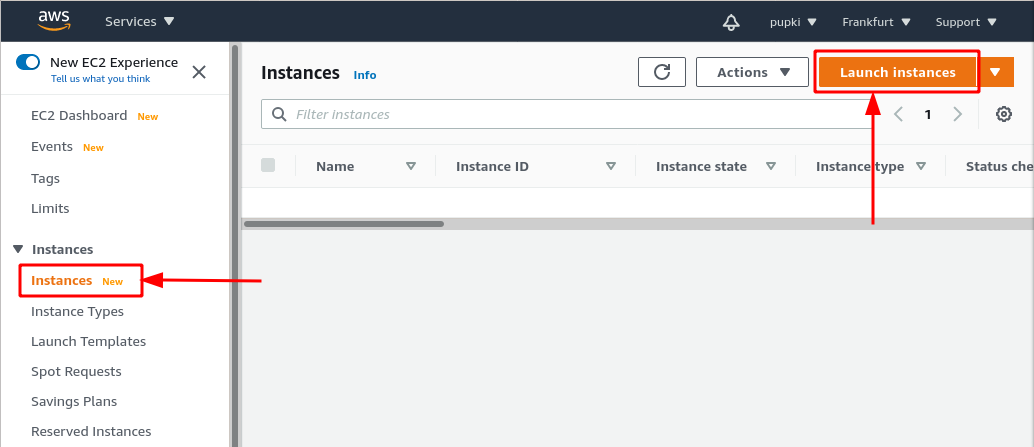 aws Services pupki Frankfurt Support
New EC2 Experience
Tell us what you think
EC2 Dashboard New
Events New
Tags
Limits
Instances
Instances New
Instance Types
Launch Templates
Spot Requests
Savings Plans
Reserved Instances
Instances Info Actions Launch instances
Filter instances 1
Name Instance ID Instance state Instance type Status che